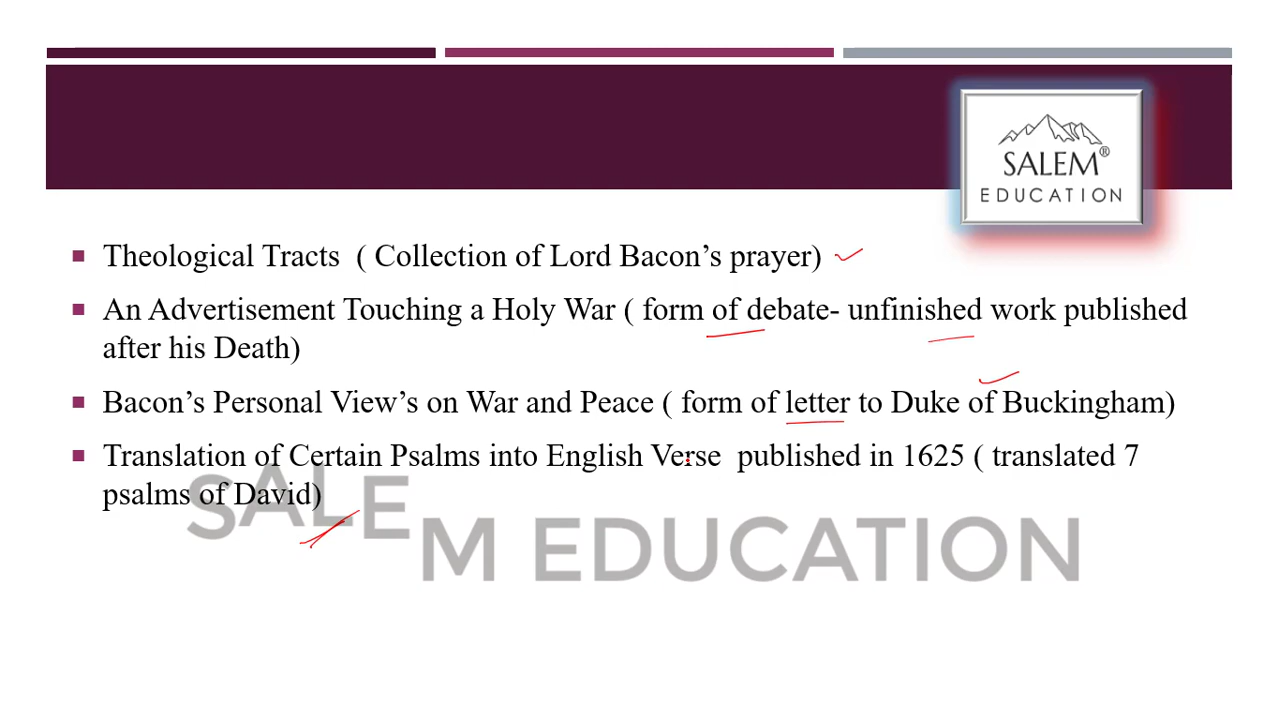 SALEM®
EDUCATION
Theological Tracts ( Collection of Lord Bacon’s prayer)
An Advertisement Touching a Holy War ( form of debate- unfinished work published
after his Death)
Bacon’s Personal View’s on War and Peace ( form of letter to Duke of Buckingham)
Translation of Certain Psalms into English Verse published in 1625 ( translated 7
psalms of David)
SALEM EDUCATION